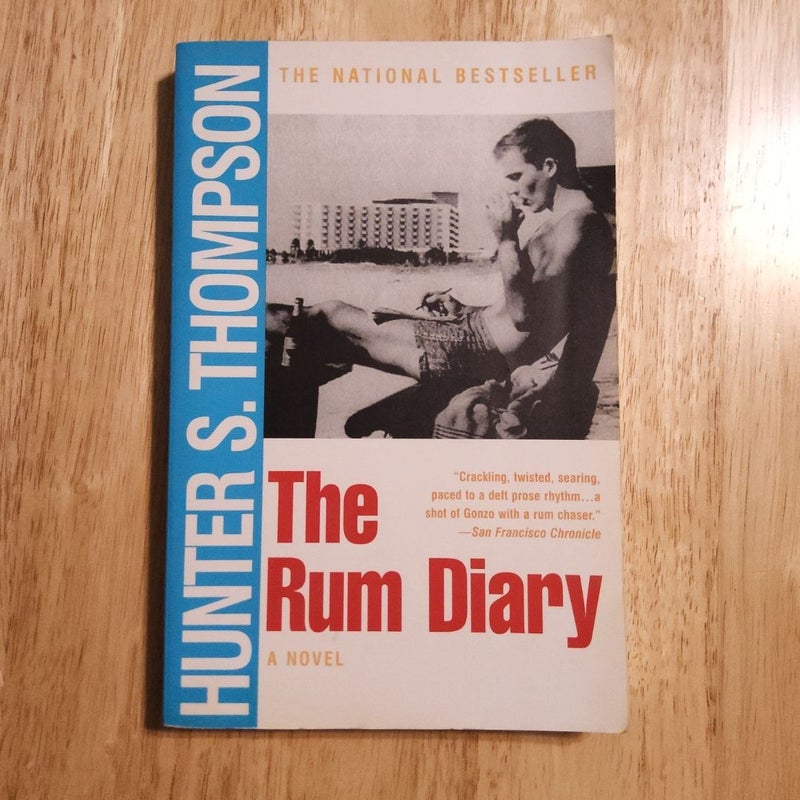 HUNTER S. THOMPSON
THE NATIONAL BESTSELLER
The
Rum Diary
"Crackling, twisted, searing,
paced to a deft prose rhythm...a
shot of Gonzo with a rum chaser."
—San Francisco Chronicle
A NOVEL